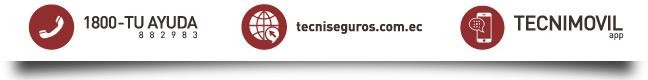 1800-TU AYUDA
882983
tecniseguros.com.ec
TECNIMOVIL
app